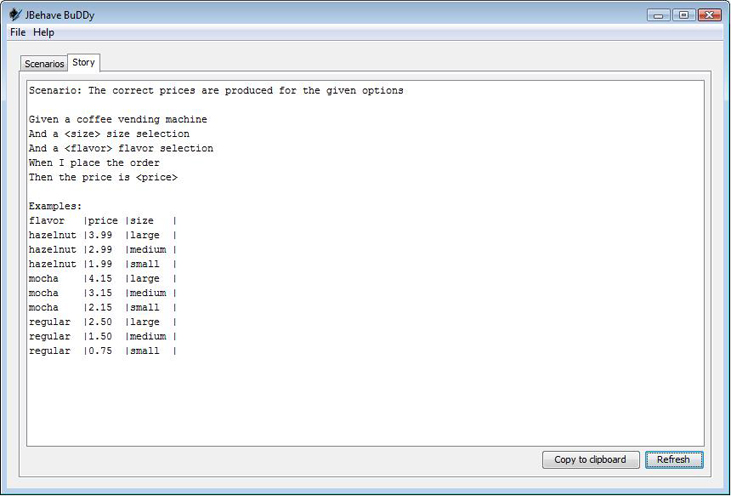 JBehave BuDDy
File Help
Scenarios Story
Scenario: The correct prices are produced for the given options
Given a coffee vending machine
And a <size> size selection
And a <flavor> flavor selection
When I place the order
Then the price is <price>
Examples:
flavor |price |size |
hazelnut |3.99 |large |
hazelnut |2.99 |medium |
hazelnut |1.99 |small |
mocha |4.15 |large |
mocha |3.15 |medium |
mocha |2.15 |small |
regular |2.50 |large |
regular |1.50 |medium |
regular |0.75 |small |
Copy to clipboard Refresh